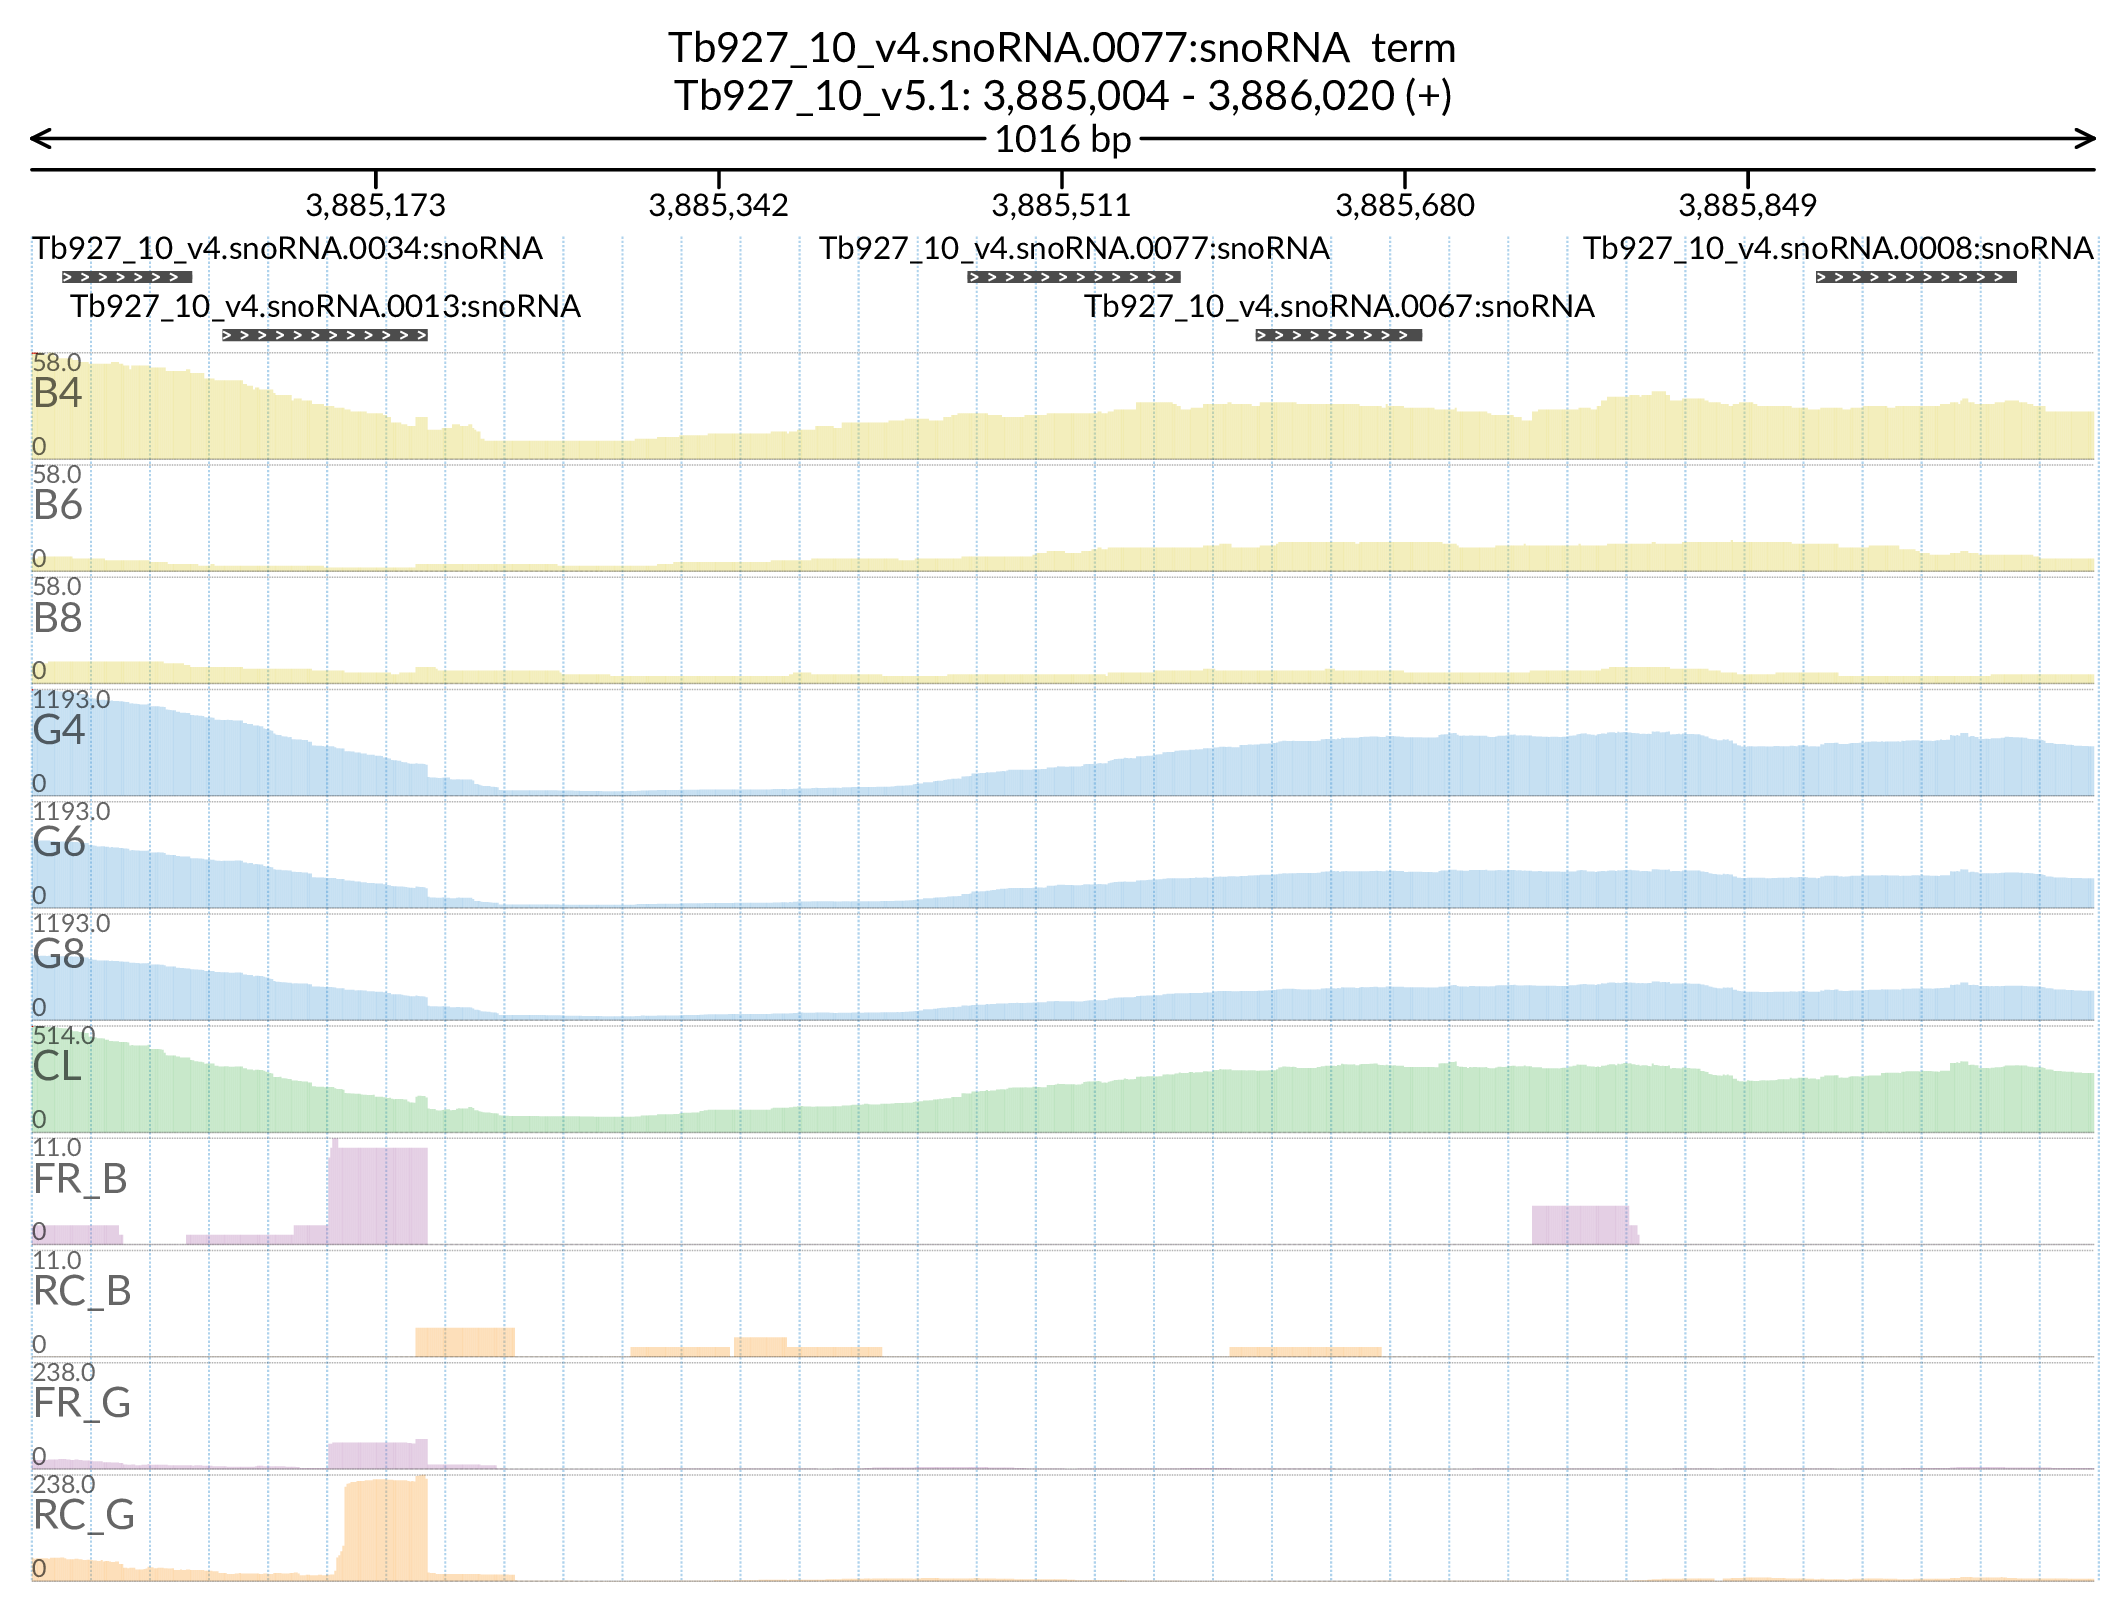 Tb927_10_v4.snoRNA.0077:snoRNA term
Tb927_10_v5.1: 3,885,004 - 3,886,020 (+)
1016 bp
3,885,173 3,885,342 3,885,511 3,885,680 3,885,849
Tb927_10_v4.snoRNA.0034:snoRNA Tb927_10_v4.snoRNA.0077:snoRNA Tb927_10_v4.snoRNA.0008:snoRNA
Tb927_10_v4.snoRNA.0013:snoRNA Tb927_10_v4.snoRNA.0067:snoRNA
58.0
B4
0
58.0
B6
0
58.0
B8
0
1193.0
G4
0
1193.0
G6
0
1193.0
G8
0
514.0
CL
0
11.0
FR_B
0
11.0
RC_B
0
238.0
FR_G
0
238.0
RC_G
0